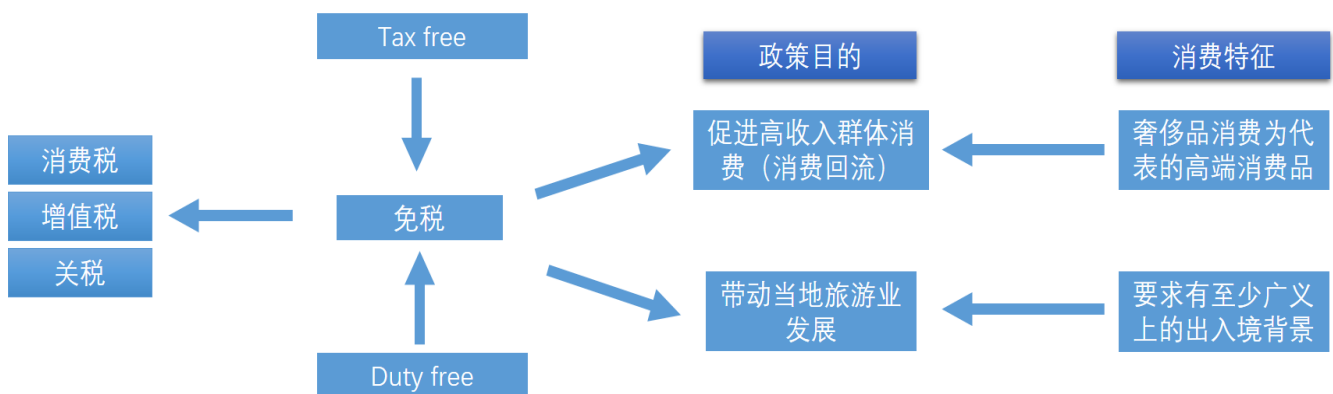 Tax free
政策目的
消费特征
消费税
增值税
关税
免税
促进高收入群体消
费（消费回流）
奢侈品消费为代
表的高端消费品
带动当地旅游业
发展
要求有至少广义
上的出入境背景
Duty free